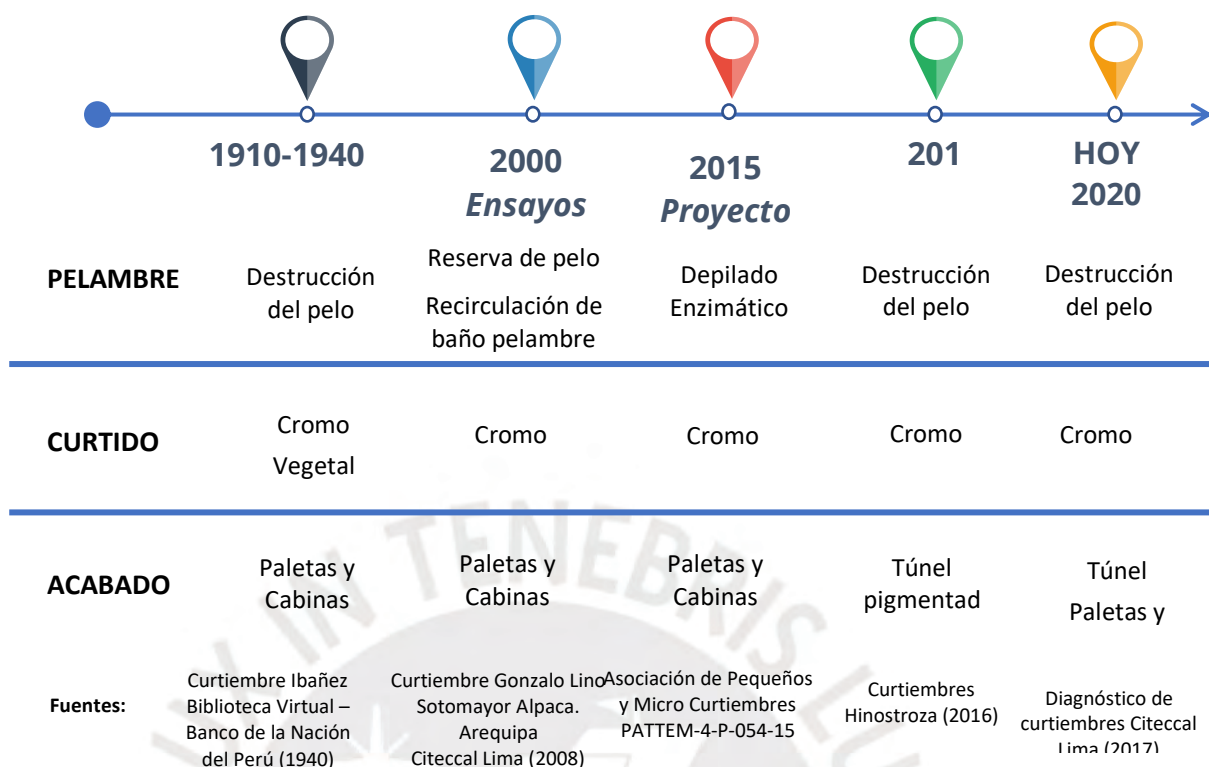 1910-1940
2000
Ensayos
2015
Proyecto
201
HOY
2020
PELAMBRE
Destrucción
del pelo
Reserva de pelo
Recirculación de
baño pelambre
Depilado
Enzimático
Destrucción
del pelo
Destrucción
del pelo
CURTIDO
Cromo
Vegetal
Cromo
Cromo
Cromo
Cromo
ACABADO
Paletas y
Cabinas
Paletas y
Cabinas
Paletas y
Cabinas
Túnel
pigmentad
Túnel
Paletas y
Fuentes:
Curtiembre Ibañez
Biblioteca Virtual –
Banco de la Nación
del Perú (1940)
Curtiembre Gonzalo Lino
Sotomayor Alpaca.
Arequipa
Citeccal Lima (2008)
Asociación de Pequeños
y Micro Curtiembres
PATTEM-4-P-054-15
Curtiembres
Hinostroza (2016)
Diagnóstico de
curtiembres Citeccal
Lima (2017)
IN TENEBRIS